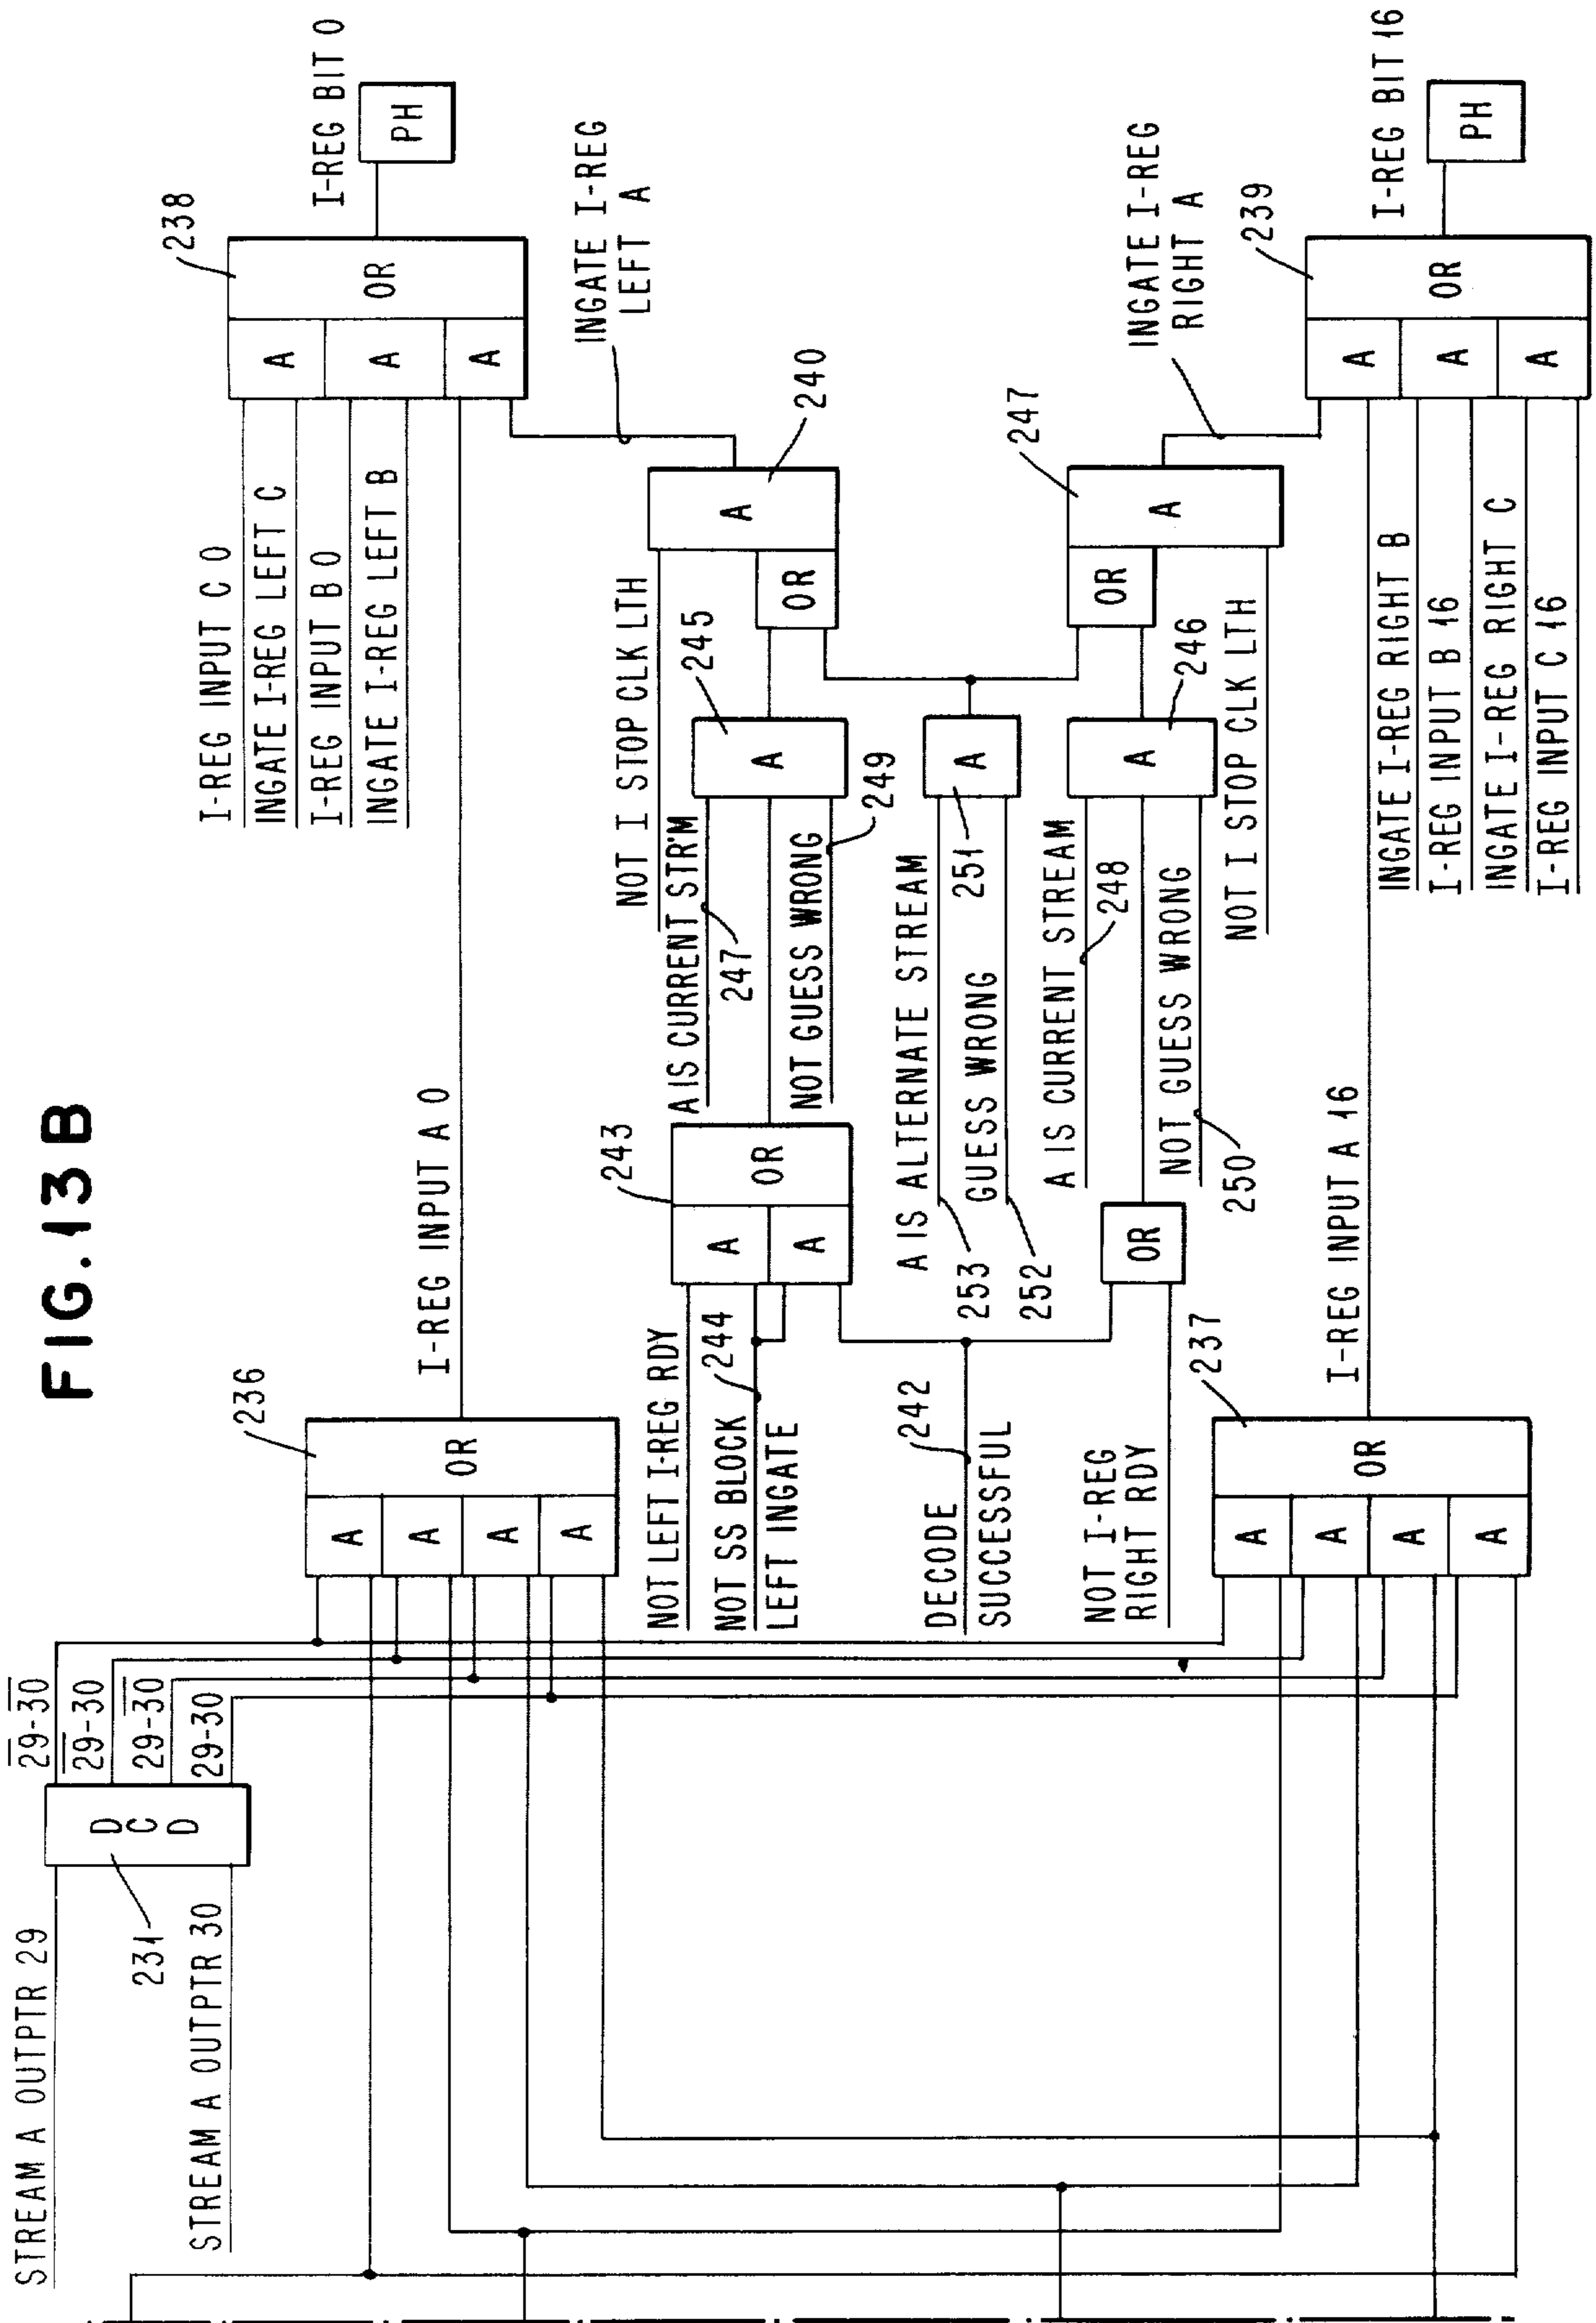 FIG.13B
STREAM A OUTPTR 29
STREAM A OUTPTR 30
231
D
C
D
29-30
29-30
29-30
29-30
236
A
A
A
A
OR
I-REG INPUT A 0
I-REG INPUT C 0
INGATE I-REG LEFT C
I-REG INPUT B 0
INGATE I-REG LEFT B
238
A
A
A
OR
I-REG BIT 0
PH
INGATE I-REG
LEFT A
NOT LEFT I-REG RDY
244
NOT SS BLOCK
LEFT INGATE
243
A
A
OR
NOT I STOP CLK LTH
A IS CURRENT STR'M
247
NOT GUESS WRONG
249
245
A
OR
A
240
DECODE
SUCCESSFUL
242
A IS ALTERNATE STREAM
253
GUESS WRONG
252
251
A
NOT I-REG
RIGHT RDY
OR
A IS CURRENT STREAM
248
NOT GUESS WRONG
250
246
A
NOT I STOP CLK LTH
OR
A
247
INGATE I-REG
RIGHT A
237
A
A
A
A
OR
I-REG INPUT A 16
INGATE I-REG RIGHT B
I-REG INPUT B 16
INGATE I-REG RIGHT C
I-REG INPUT C 16
239
A
A
A
OR
I-REG BIT 16
PH